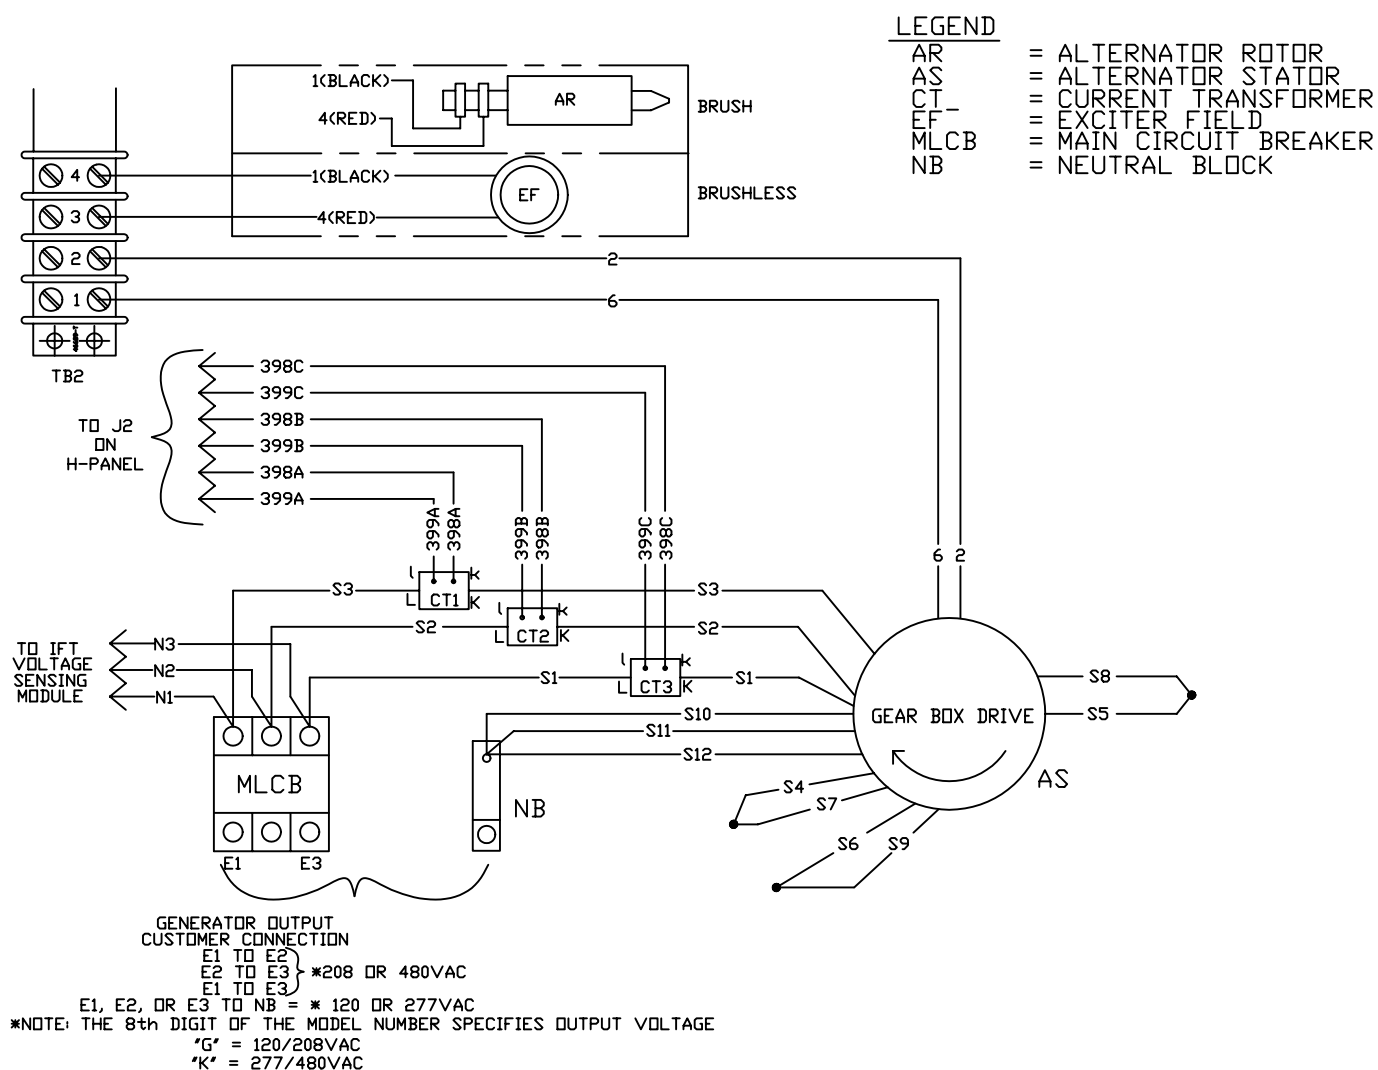 LEGEND
AR = ALTERNATOR ROTOR
AS = ALTERNATOR STATOR
CT_ = CURRENT TRANSFORMER
EF = EXCITER FIELD
MLCB = MAIN CIRCUIT BREAKER
NB = NEUTRAL BLOCK
1(BLACK)
AR
4(RED)
BRUSH
4
1(BLACK)
EF
BRUSHLESS
3
4(RED)
2
2
1
6
TB2
398C
399C
TO J2
ON
H-PANEL
398B
399B
398A
399A
399A
398A
399B
398B
399C
398C
6 2
l k
S3
CT1
L K
S3
l k
S2
CT2
L K
S2
TO IFT
VOLTAGE
SENSING
MODULE
N3
N2
N1
l k
S1
CT3
L K
S1
S8
S5
S10
S11
S12
GEAR BOX DRIVE
AS
MLCB
NB
S4
S7
S6
S9
E1 E3
GENERATOR OUTPUT
CUSTOMER CONNECTION
E1 TO E2
E2 TO E3 *208 OR 480VAC
E1 TO E3
E1, E2, OR E3 TO NB = * 120 OR 277VAC
*NOTE: THE 8th DIGIT OF THE MODEL NUMBER SPECIFIES OUTPUT VOLTAGE
"G" = 120/208VAC
"K" = 277/480VAC